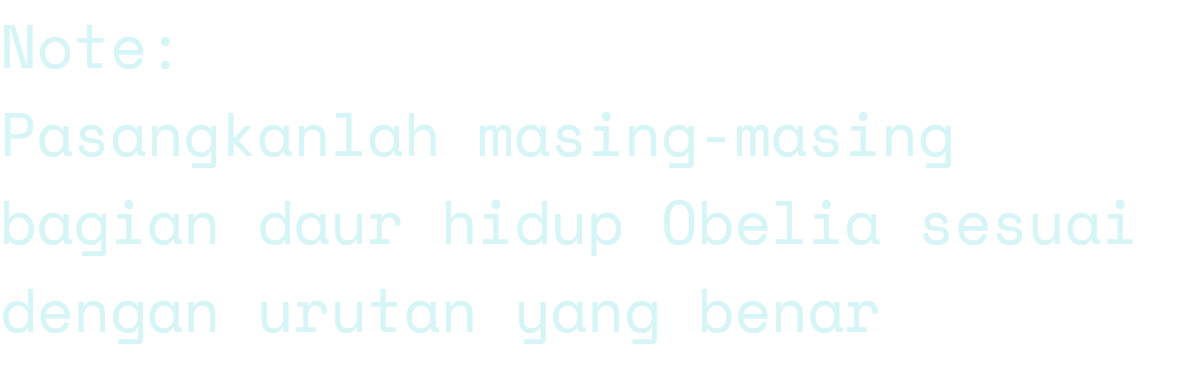 Note:
Pasangkanlah masing-masing
bagian daur hidup Obelia sesuai
dengan urutan yang benar